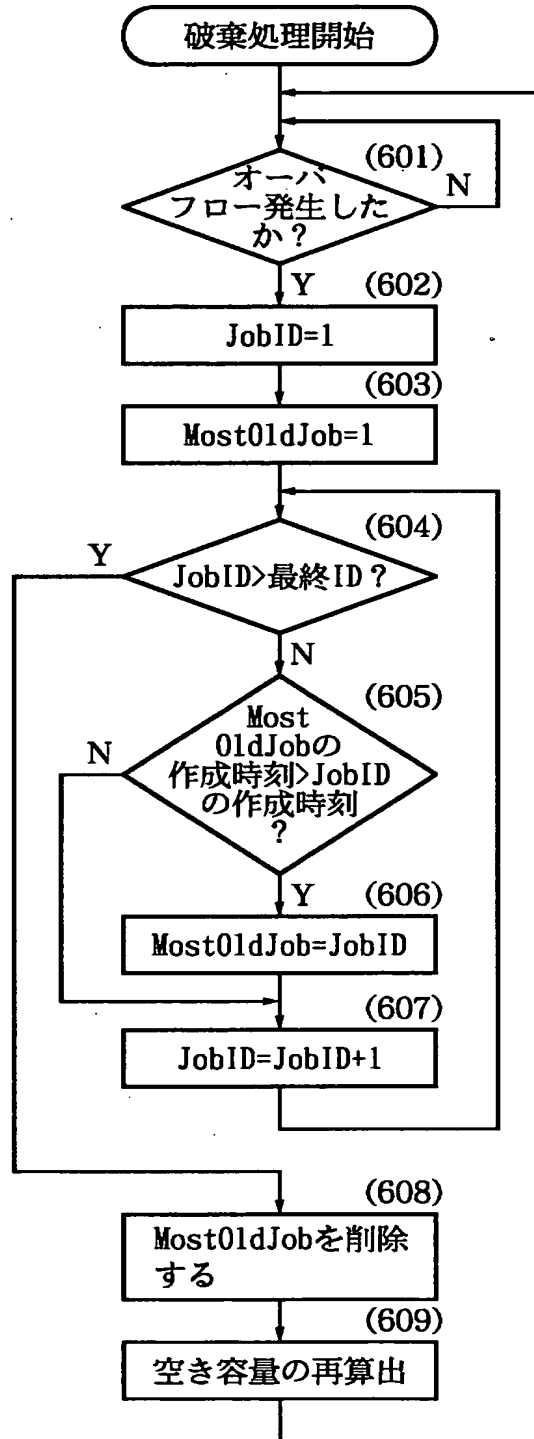 破棄処理開始
(601)
オーバ
フロー発生した
か?
N
Y
(602)
JobID=1
(603)
MostOldJob=1
(604)
Y
JobID>最終ID?
N
(605)
Most
OldJobの
作成時刻>JobID
の作成時刻
?
N
Y
(606)
MostOldJob=JobID
(607)
JobID=JobID+1
(608)
MostOldJobを削除
する
(609)
空き容量の再算出